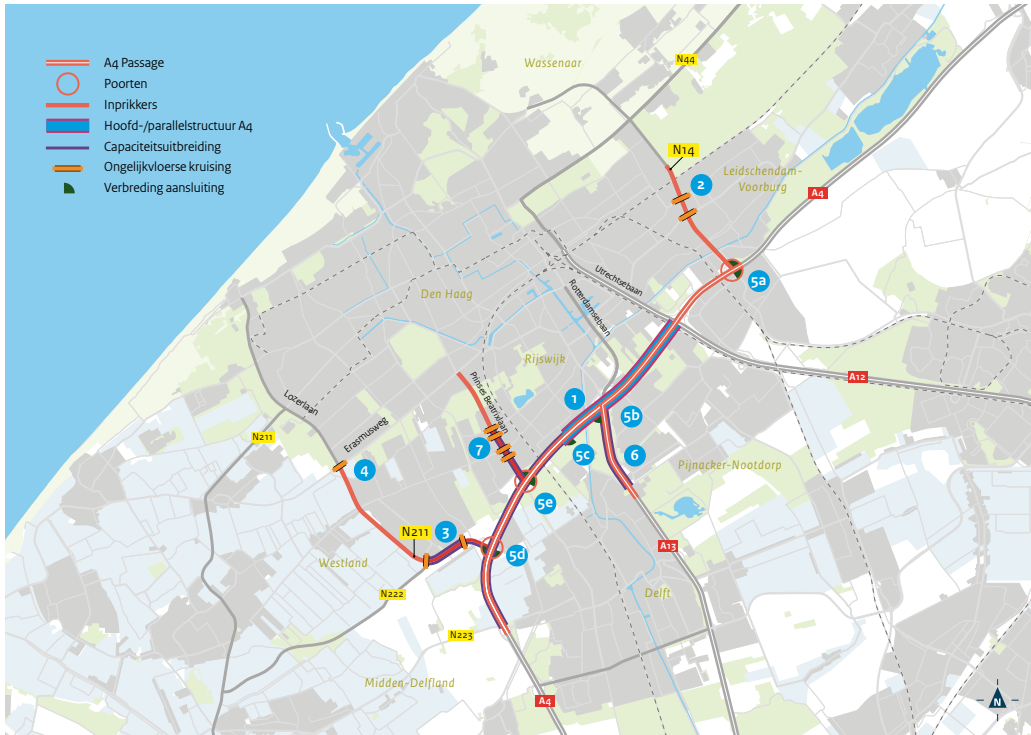 A4 Passage
Poorten
Inprikkers
Hoofd-/parallelstructuur A4
Capaciteitsuitbreiding
Ongelijkvloerse kruising
Verbreding aansluiting
Wassenaar
N44
N14
2
Leidschendam-
Voorburg
A4
5a
Utrechtsebaan
Rotterdamsebaan
Den Haag
Rijswijk
A12
Prinses Beatrixlaan
1
5b
Lozerlaan
Erasmusweg
N211
7
5c
6
4
Pijnacker-Nootdorp
5e
N211
3
5d
A13
Westland
N222
Delft
N223
Midden-Delfland
A4
N